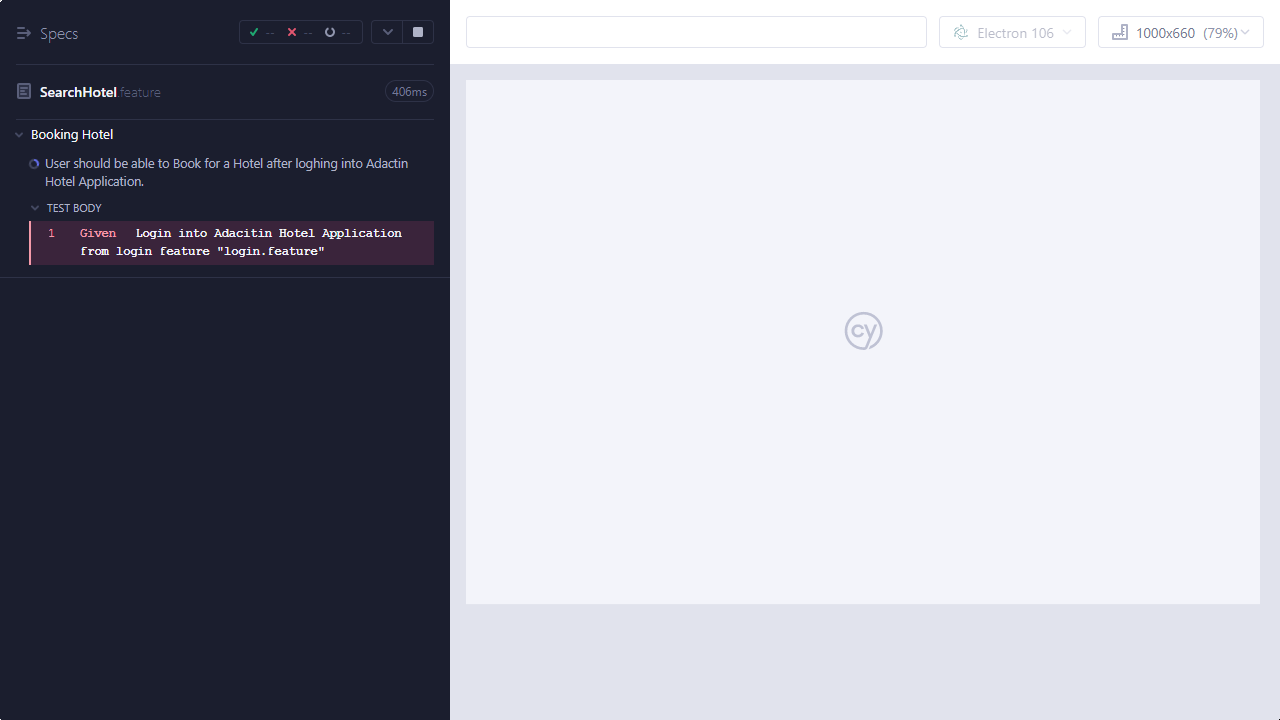 Specs
-- -- --
SearchHotel.feature
406ms
Booking Hotel
User should be able to Book for a Hotel after loghing into Adactin
Hotel Application.
TEST BODY
1 Given Login into Adacitin Hotel Application
from login feature "login.feature"
Electron 106
1000x660 (79%)
cy